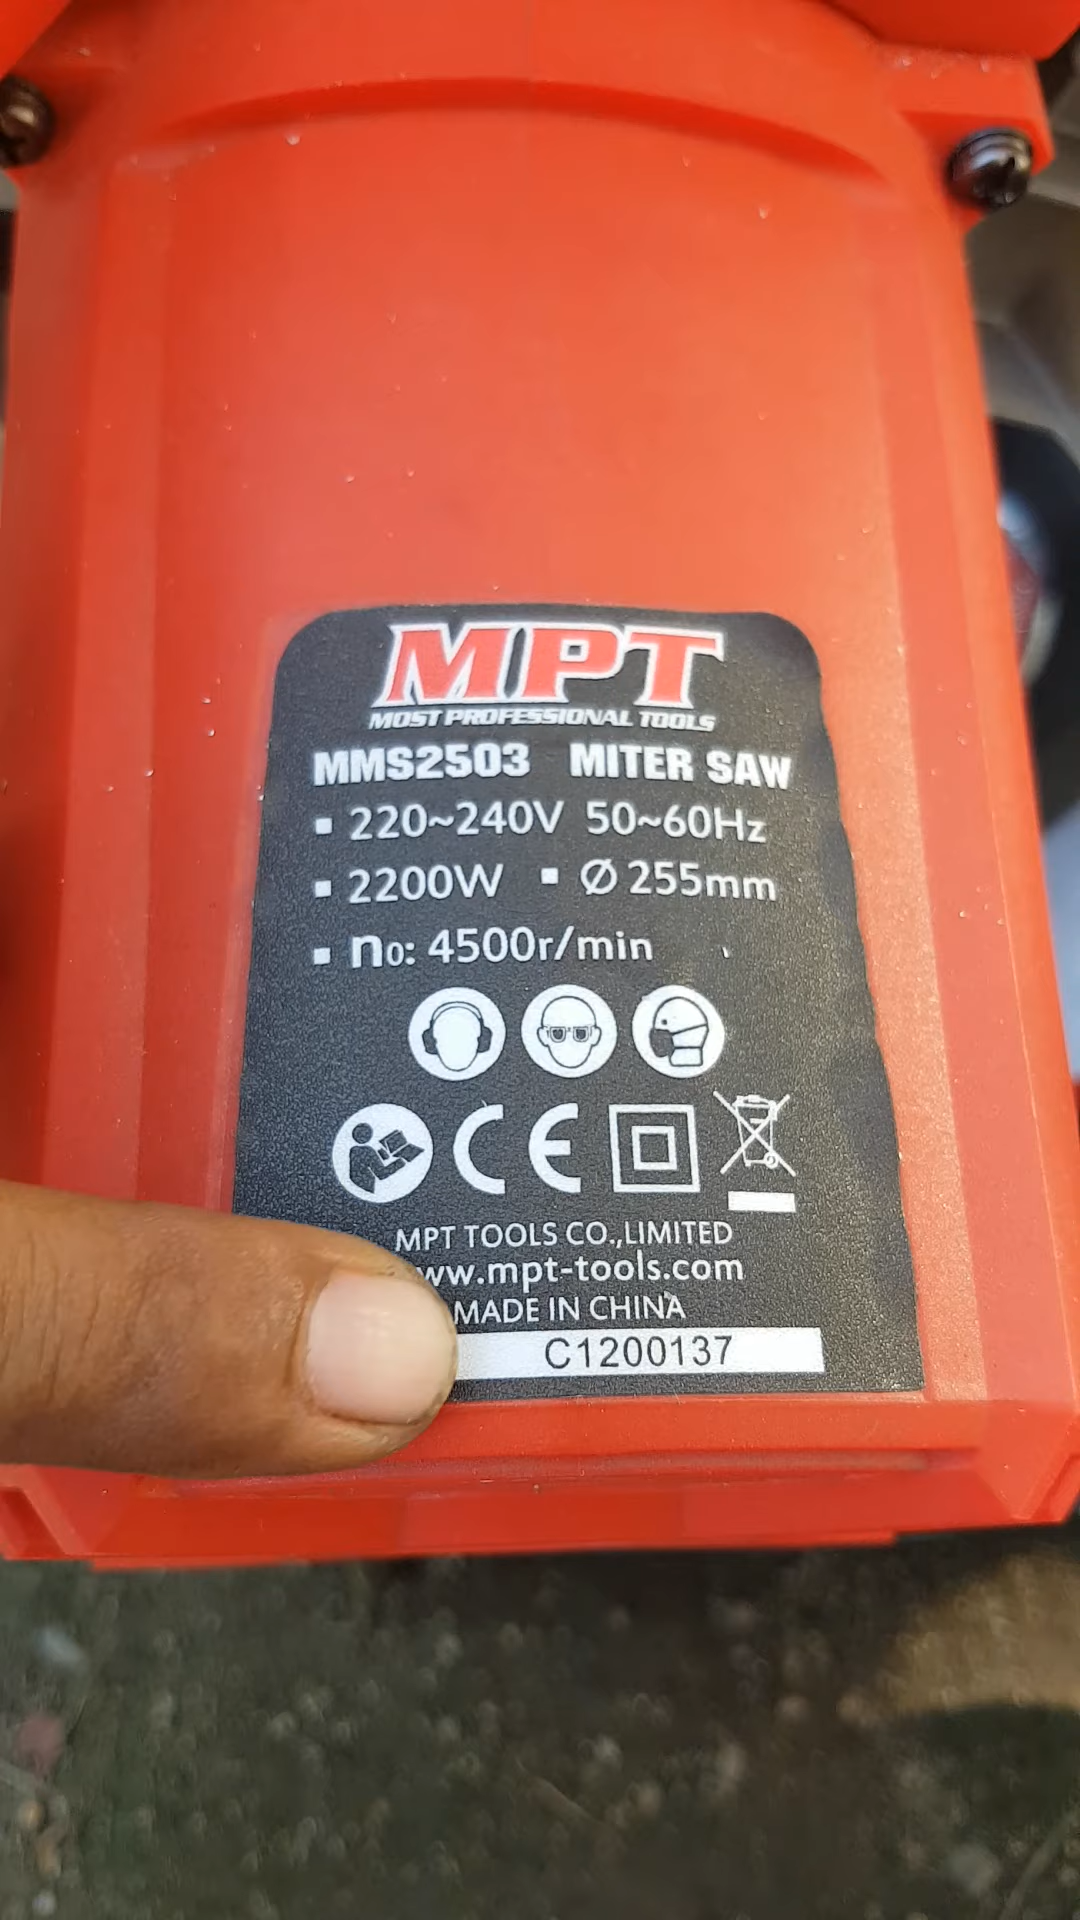 MPT
MOST PROFESSIONAL TOOLS
MMS2503 MITER SAW
▪ 220~240V 50~60Hz
▪ 2200W ▪ Ø 255mm
▪ n₀: 4500r/min
CE
MPT TOOLS CO.,LIMITED
ww.mpt-tools.com
MADE IN CHINA
C1200137